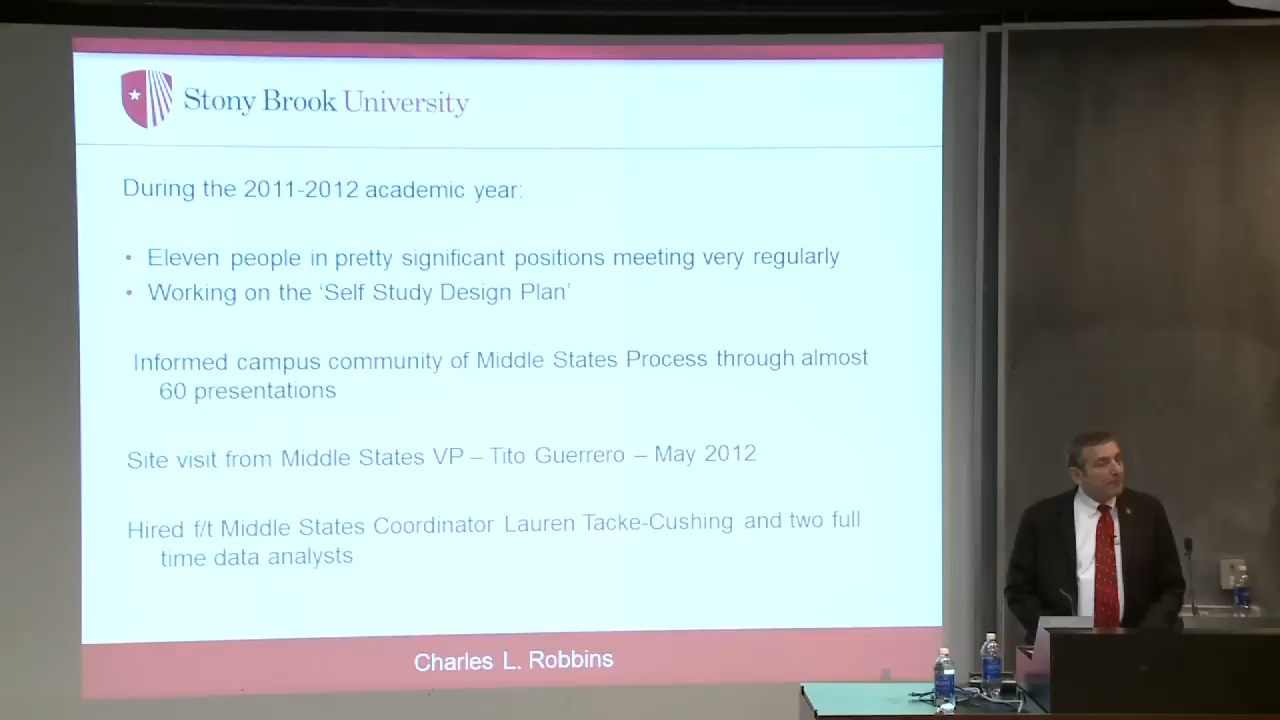 Stony Brook University
During the 2011-2012 academic year:
• Eleven people in pretty significant positions meeting very regularly
• Working on the ‘Self Study Design Plan’
Informed campus community of Middle States Process through almost
60 presentations
Site visit from Middle States VP – Tito Guerrero – May 2012
Hired f/t Middle States Coordinator Lauren Tacke-Cushing and two full
time data analysts
Charles L. Robbins